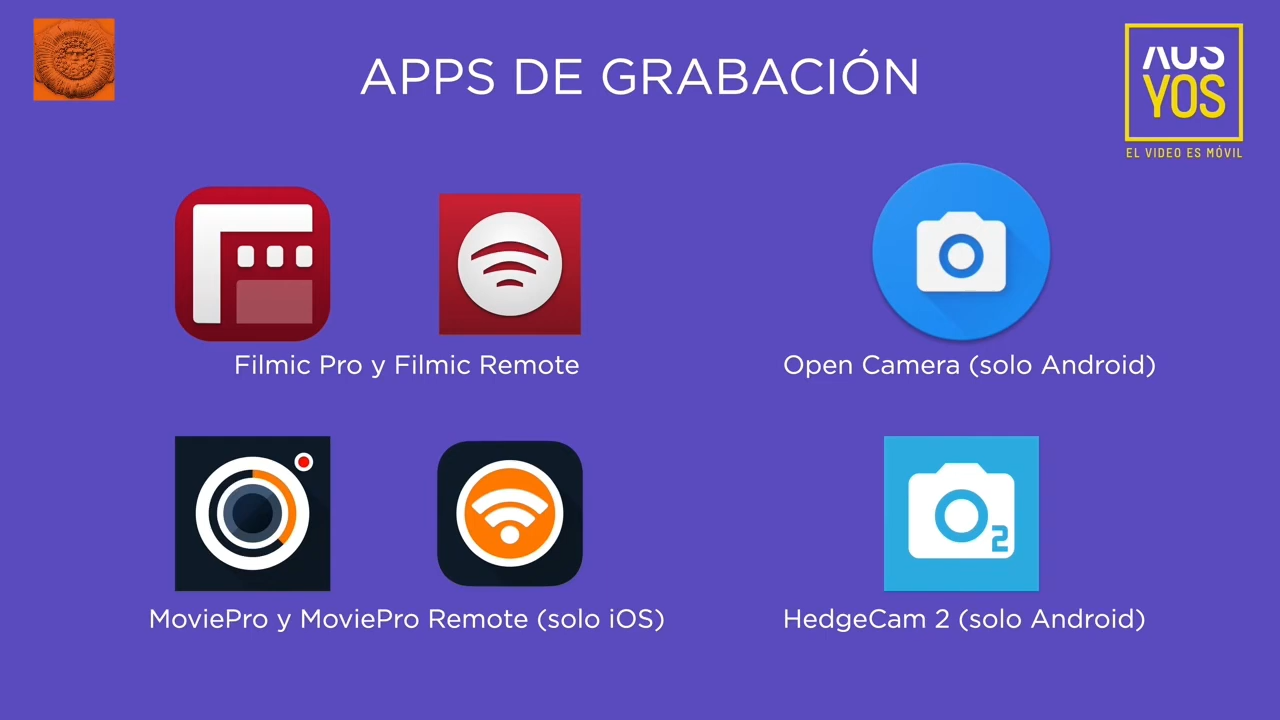 APPS DE GRABACIÓN
YOS
EL VIDEO ES MÓVIL
Filmic Pro y Filmic Remote
Open Camera (solo Android)
2
MoviePro y MoviePro Remote (solo iOS)
HedgeCam 2 (solo Android)